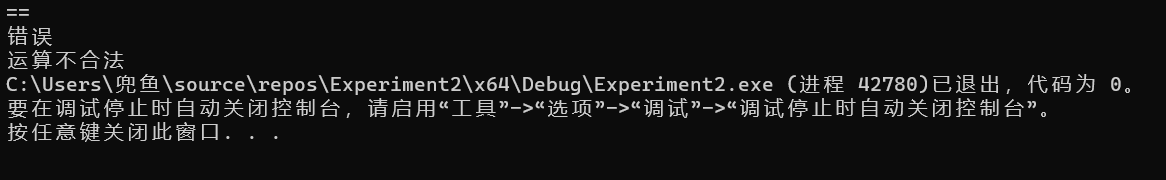 ==
错误
运算不合法
C:\Users\兜鱼\source\repos\Experiment2\x64\Debug\Experiment2.exe (进程 42780)已退出，代码为 0。
要在调试停止时自动关闭控制台，请启用“工具”->“选项”->“调试”->“调试停止时自动关闭控制台”。
按任意键关闭此窗口. . .